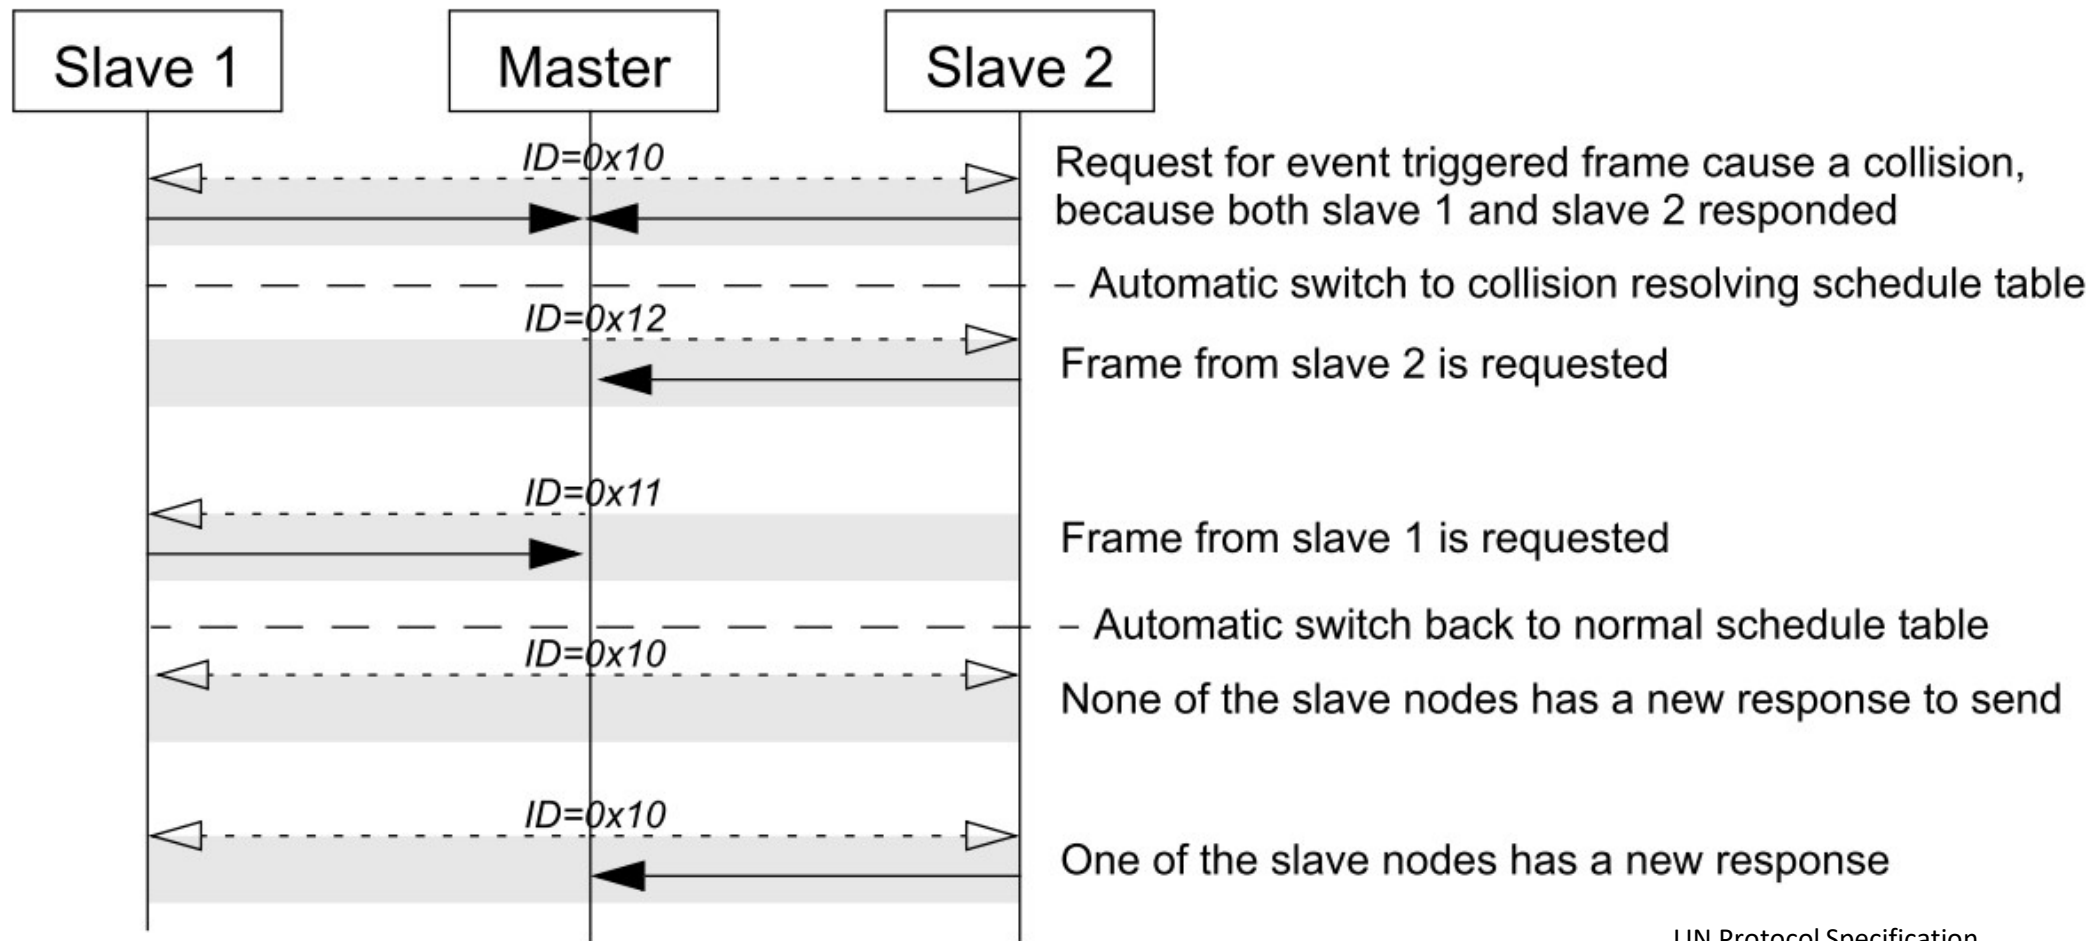 Slave 1
Master
Slave 2
ID=0x10
Request for event triggered frame cause a collision,
because both slave 1 and slave 2 responded
Automatic switch to collision resolving schedule table
ID=0x12
Frame from slave 2 is requested
ID=0x11
Frame from slave 1 is requested
Automatic switch back to normal schedule table
ID=0x10
None of the slave nodes has a new response to send
ID=0x10
One of the slave nodes has a new response
LIN Protocol Specification